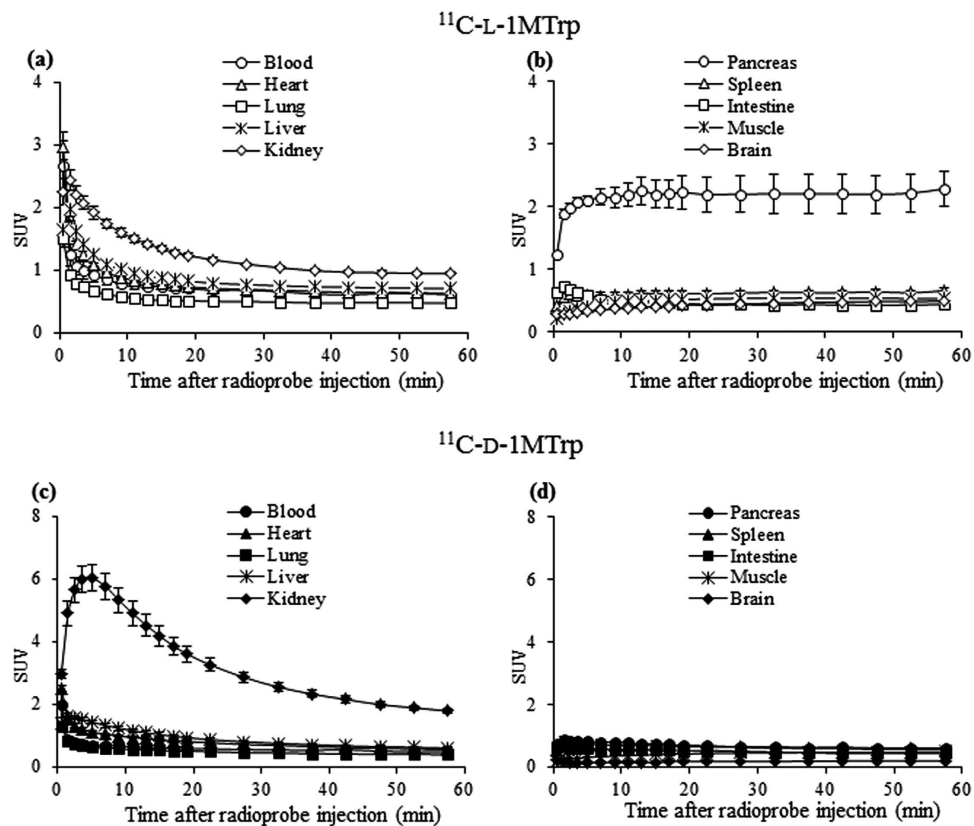 ¹¹C-L-1MTrp
(a)
Blood
Heart
Lung
Liver
Kidney
4
3
2
1
0
SUV
0 10 20 30 40 50 60
Time after radioprobe injection (min)
(b)
Pancreas
Spleen
Intestine
Muscle
Brain
4
3
2
1
0
SUV
0 10 20 30 40 50 60
Time after radioprobe injection (min)
¹¹C-D-1MTrp
(c)
Blood
Heart
Lung
Liver
Kidney
8
6
4
2
0
SUV
0 10 20 30 40 50 60
Time after radioprobe injection (min)
(d)
Pancreas
Spleen
Intestine
Muscle
Brain
8
6
4
2
0
SUV
0 10 20 30 40 50 60
Time after radioprobe injection (min)